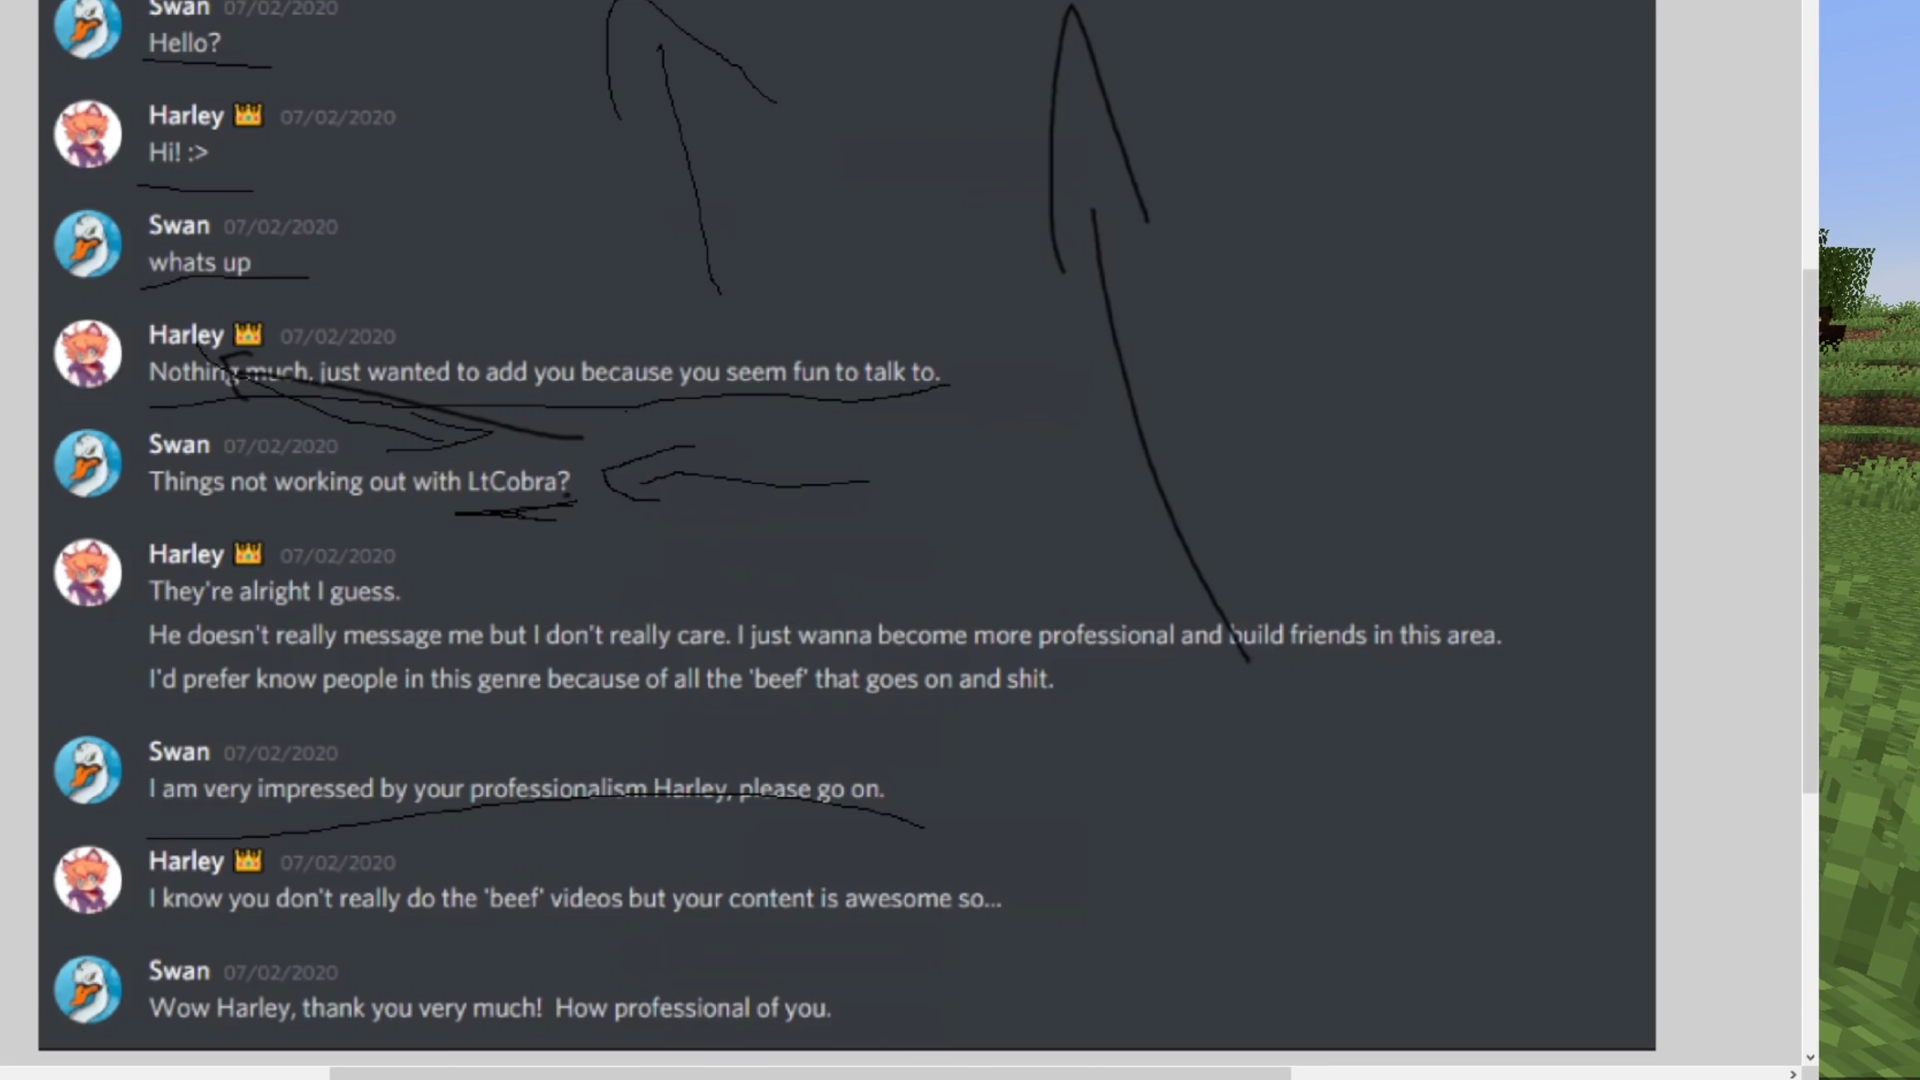 Swan 07/02/2020
Hello?
Harley 👑 07/02/2020
Hi! :>
Swan 07/02/2020
whats up
Harley 👑 07/02/2020
Nothing much, just wanted to add you because you seem fun to talk to.
Swan 07/02/2020
Things not working out with LtCobra?
Harley 👑 07/02/2020
They're alright I guess.
He doesn't really message me but I don't really care. I just wanna become more professional and build friends in this area.
I'd prefer know people in this genre because of all the 'beef' that goes on and shit.
Swan 07/02/2020
I am very impressed by your professionalism Harley, please go on.
Harley 👑 07/02/2020
I know you don't really do the 'beef' videos but your content is awesome so...
Swan 07/02/2020
Wow Harley, thank you very much!  How professional of you.